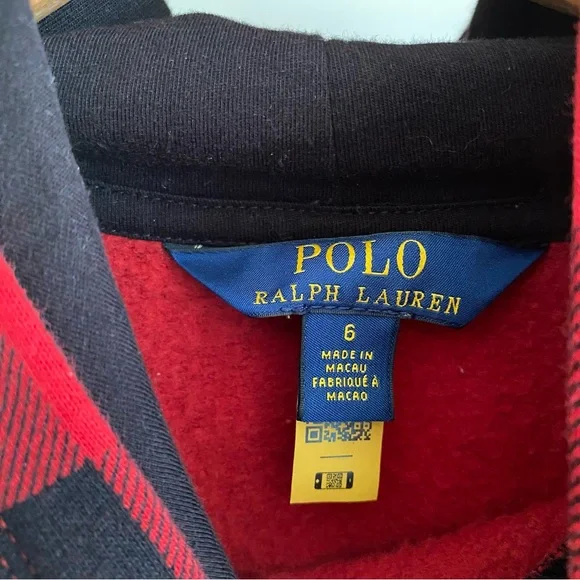 POLO
RALPH LAUREN
6
MADE IN
MACAU
FABRIQUÉ À
MACAO